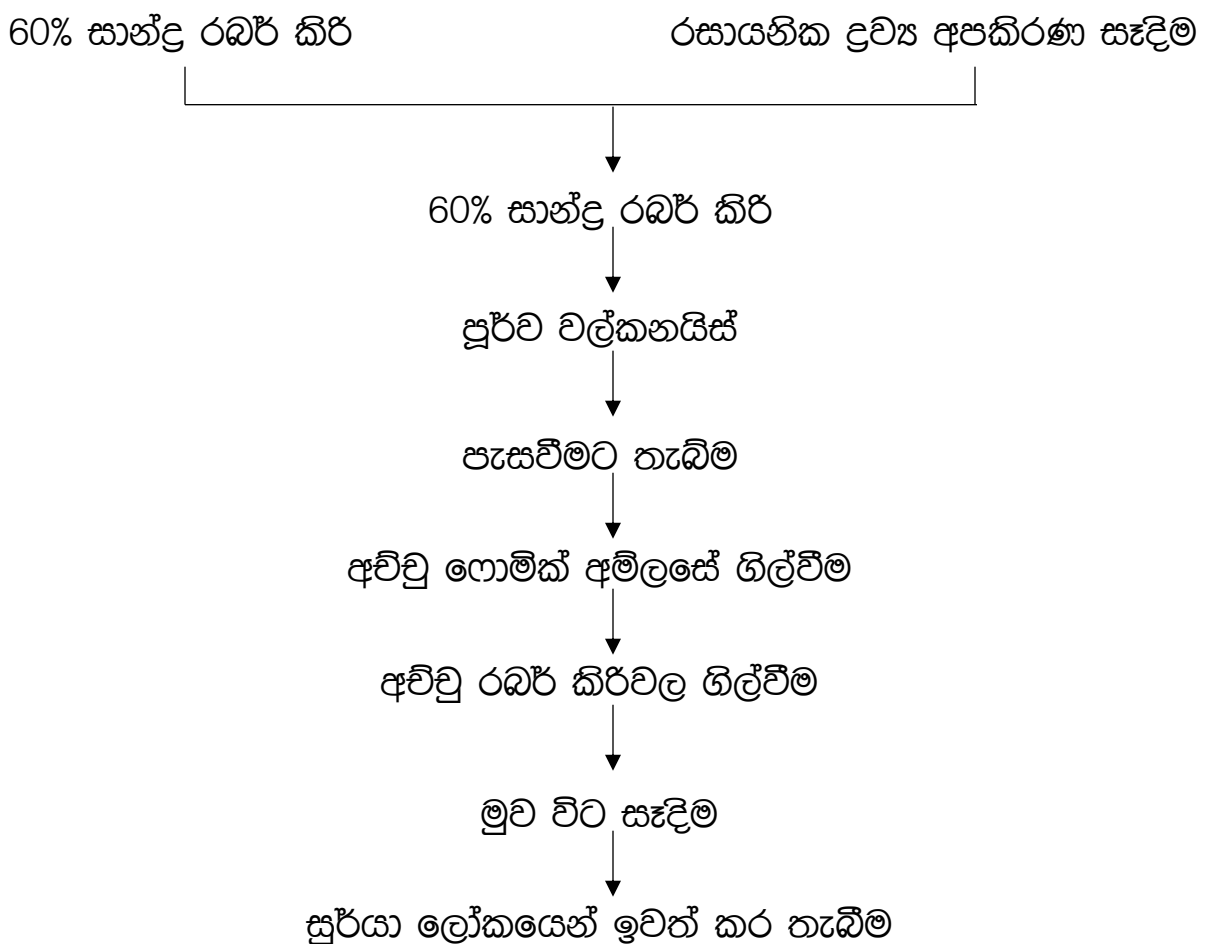 60% සාන්ද්‍ර රබර් කිරි
රසායනික ද්‍රව්‍ය අපකිරණ සෑදිම
60% සාන්ද්‍ර රබර් කිරි
පූර්ව වල්කනයිස්
පැසවීමට තැබ්ම
අච්චු ෆොමික් අම්ලසේ ගිල්වීම
අච්චු රබර් කිරිවල ගිල්වීම
මුව විට සෑදිම
සුර්යා ලෝකයෙන් ඉවත් කර තැබීම